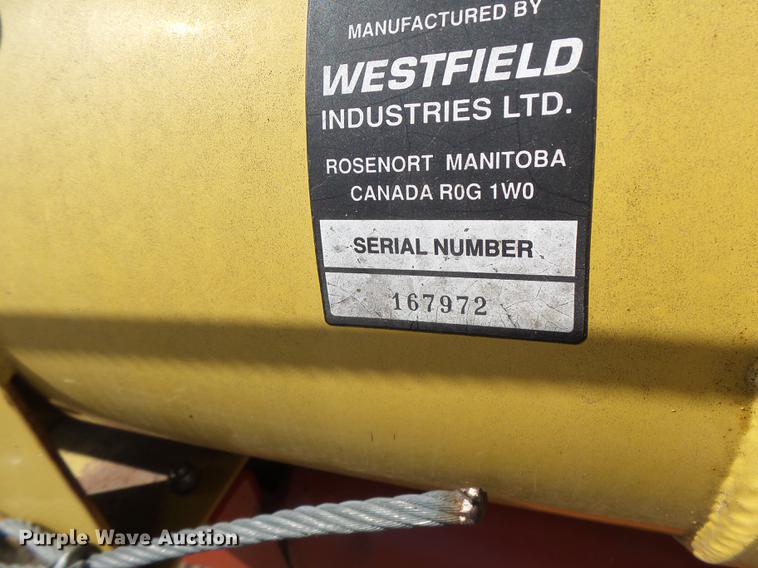 MANUFACTURED BY
WESTFIELD
INDUSTRIES LTD.
ROSENORT MANITOBA
CANADA R0G 1W0
SERIAL NUMBER
167972
Purple Wave Auction